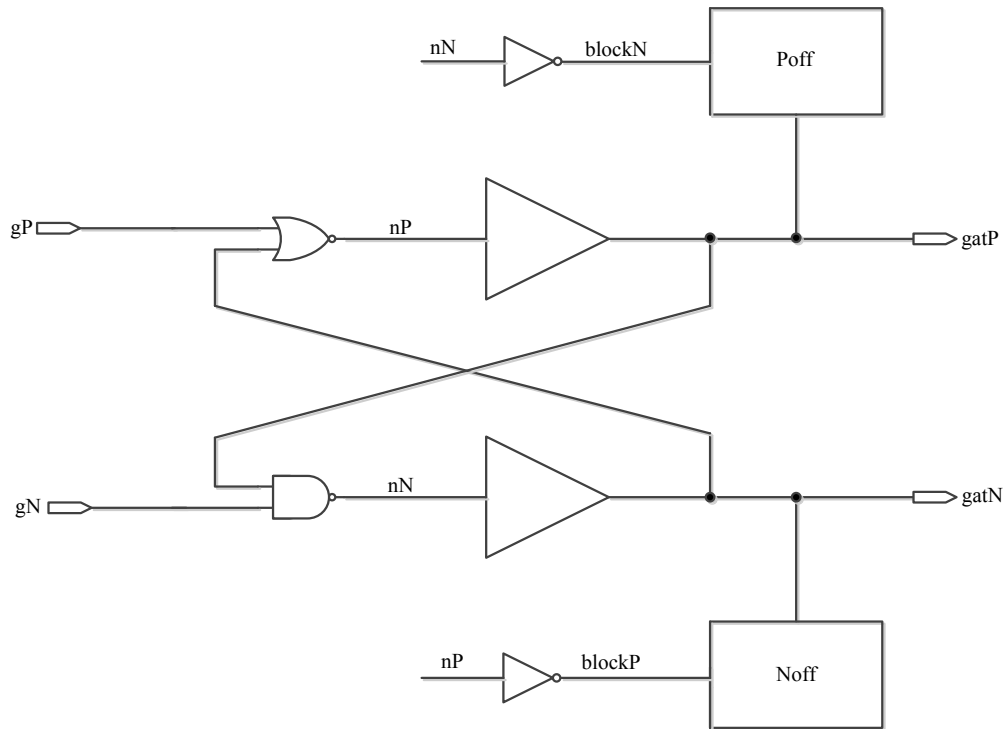 nN
blockN
Poff
gP
nP
gatP
gN
nN
gatN
nP
blockP
Noff